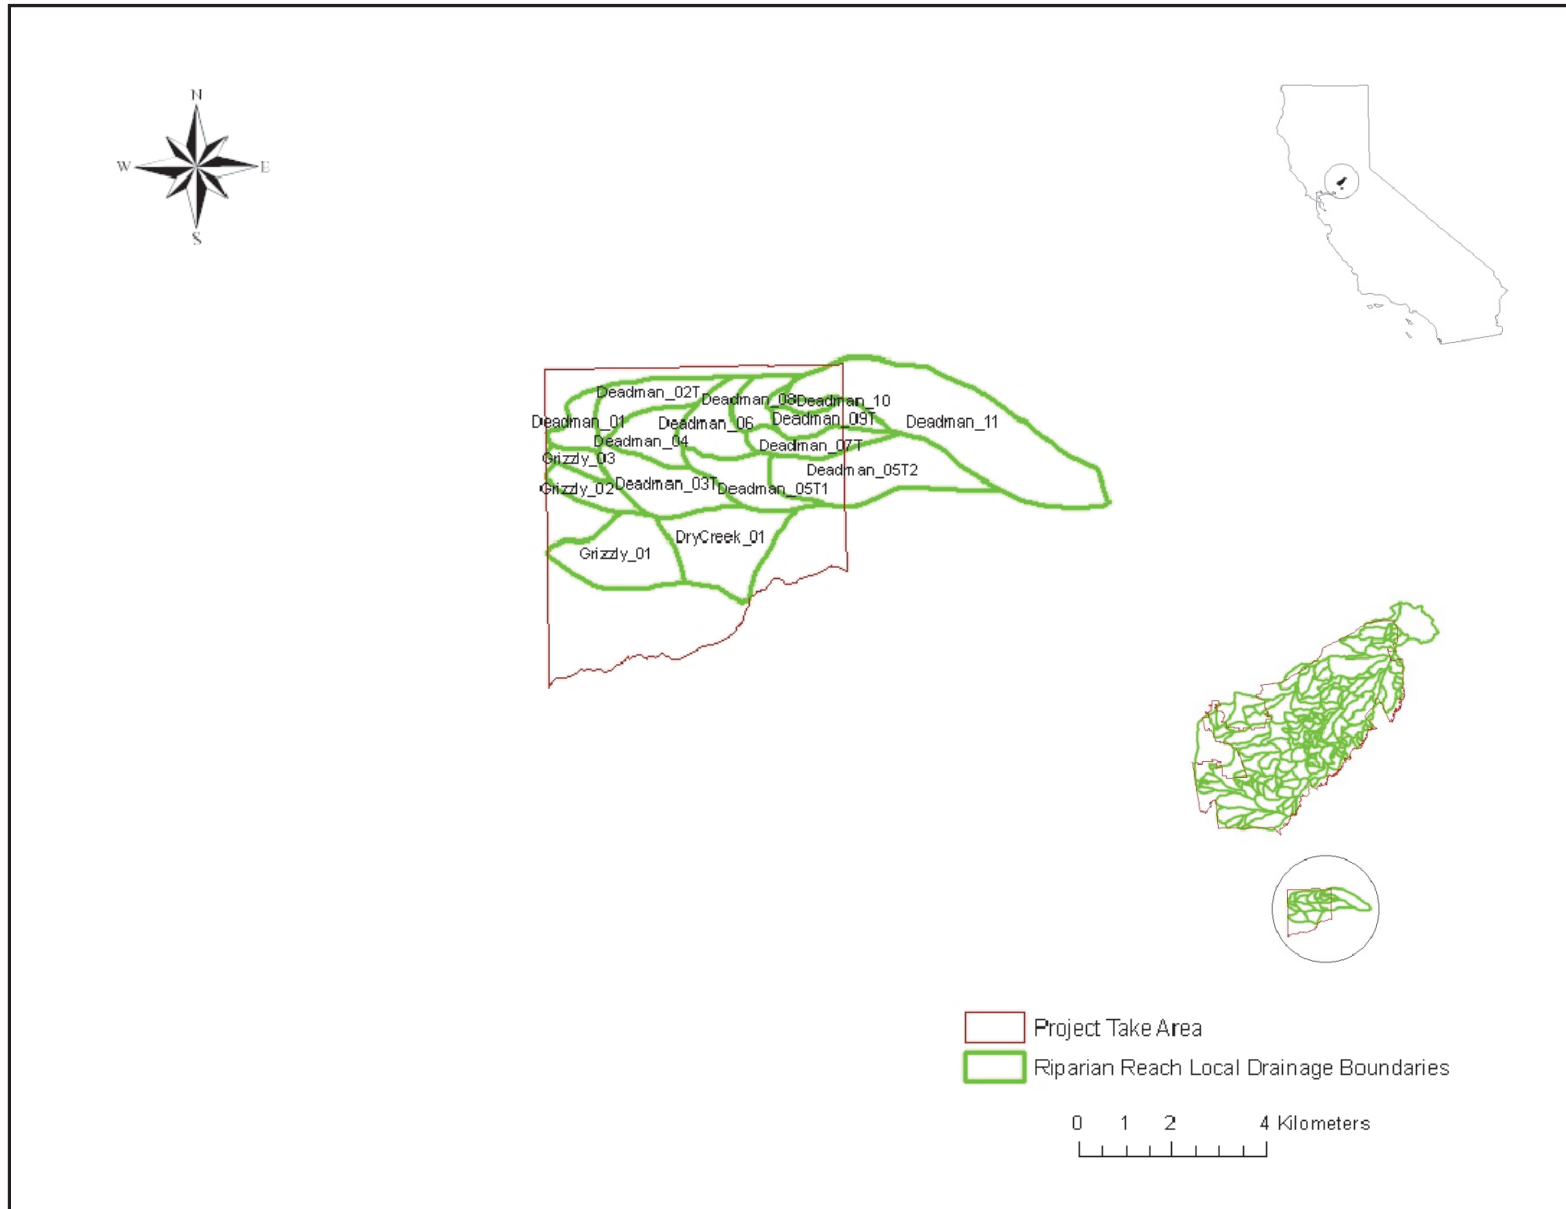 N
W E
S
Deadman_02T
Deadman_08
Deadman_10
Deadman_01
Deadman_06
Deadman_09T
Deadman_11
Deadman_04
Deadman_07T
Grizzly_03
Deadman_05T2
Grizzly_02
Deadman_03T
Deadman_05T1
DryCreek_01
Grizzly_01
Project Take Area
Riparian Reach Local Drainage Boundaries
0 1 2 4 Kilometers